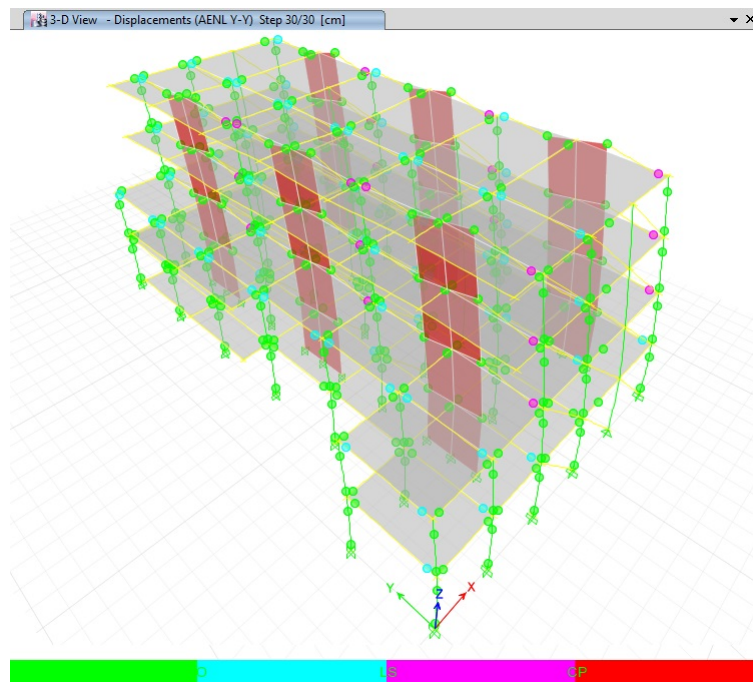 3-D View - Displacements (AENL Y-Y) Step 30/30 [cm]
Y
Z
X
IO LS CP